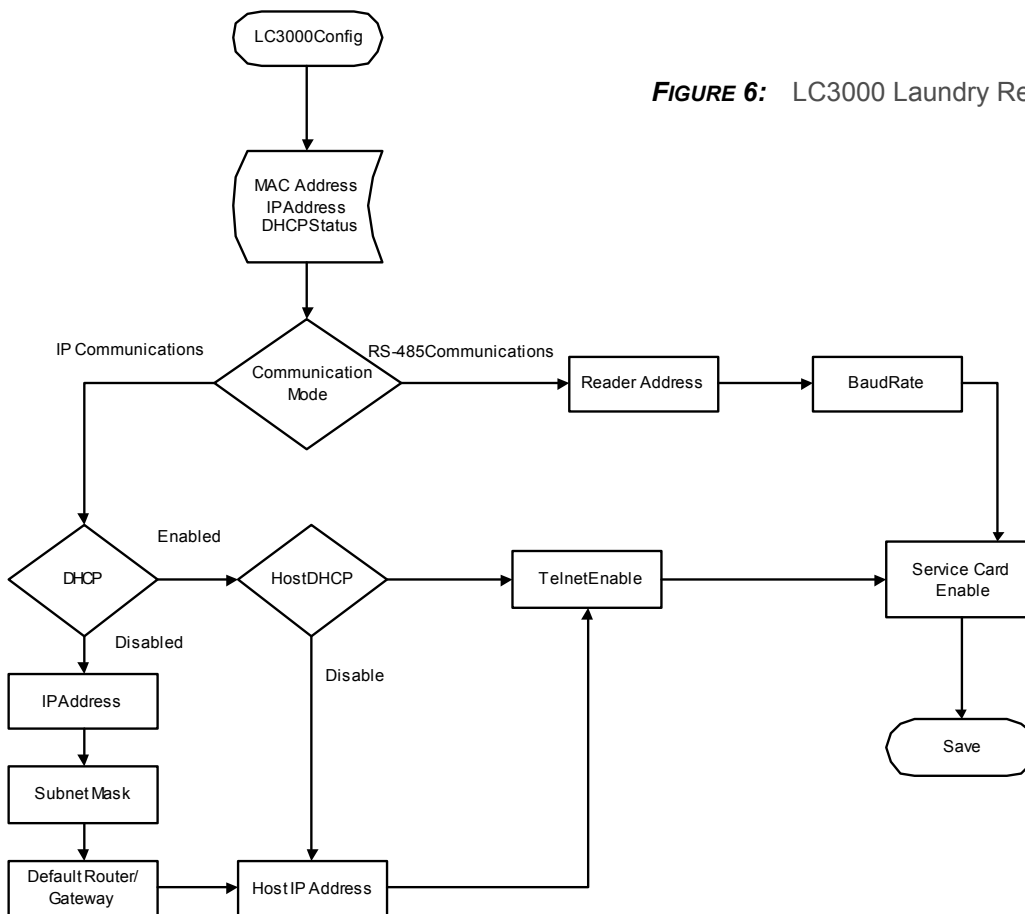 LC3000Config
FIGURE 6: LC3000 Laundry Re
MAC Address
IPAddress
DHCPStatus
IP Communications
RS-485Communications
Communication
Mode
Reader Address
BaudRate
Enabled
DHCP
HostDHCP
TelnetEnable
Service Card
Enable
Disabled
Disable
IPAddress
Save
Subnet Mask
Default Router/
Gateway
Host IP Address